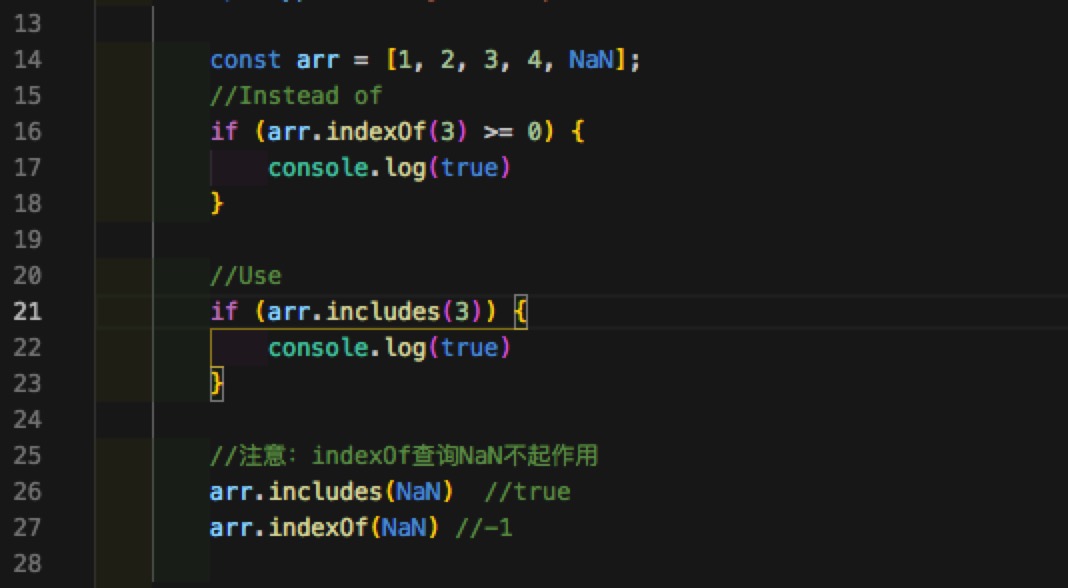 13
14 const arr = [1, 2, 3, 4, NaN];
15 //Instead of
16 if (arr.indexOf(3) >= 0) {
17 console.log(true)
18 }
19
20 //Use
21 if (arr.includes(3)) {
22 console.log(true)
23 }
24
25 //注意：indexOf查询NaN不起作用
26 arr.includes(NaN) //true
27 arr.indexOf(NaN) //-1
28